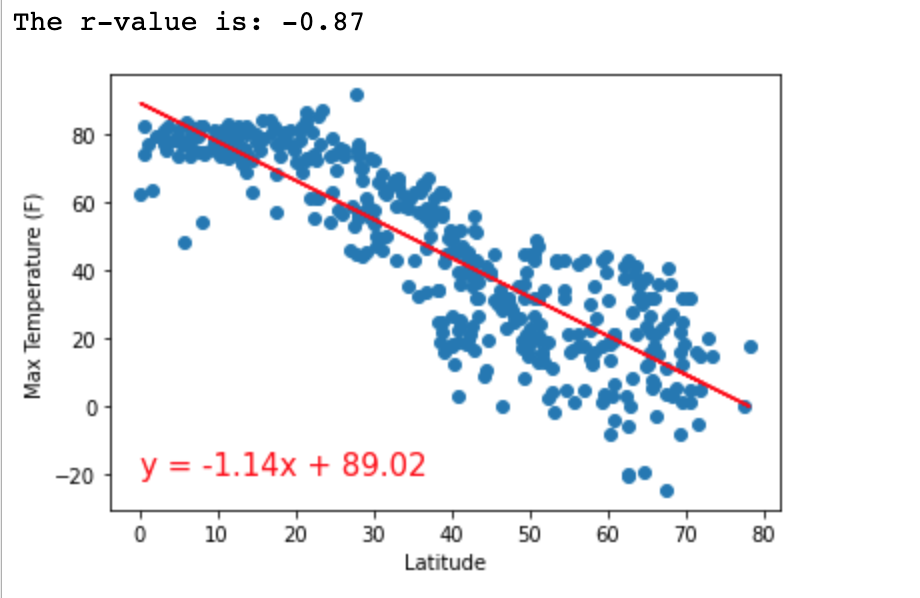 The r-value is: -0.87
80
60
40
20
0
−20
Max Temperature (F)
y = -1.14x + 89.02
0 10 20 30 40 50 60 70 80
Latitude